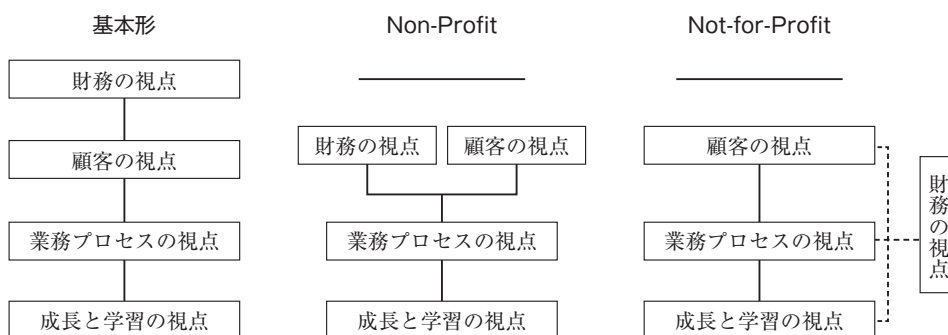 基本形
財務の視点
顧客の視点
業務プロセスの視点
成長と学習の視点
Non-Profit
財務の視点
顧客の視点
業務プロセスの視点
成長と学習の視点
Not-for-Profit
顧客の視点
業務プロセスの視点
成長と学習の視点
財務の視点